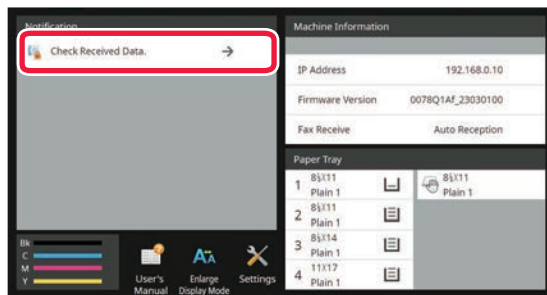 Notification
Check Received Data.
Machine Information
IP Address 192.168.0.10
Firmware Version 0078Q1Af_23030100
Fax Receive Auto Reception
Paper Tray
1 8½X11
Plain 1
8½X11
Plain 1
2 8½X11
Plain 1
3 8½X14
Plain 1
4 11X17
Plain 1
Bk
C
M
Y
User's
Manual
Enlarge
Display Mode
Settings